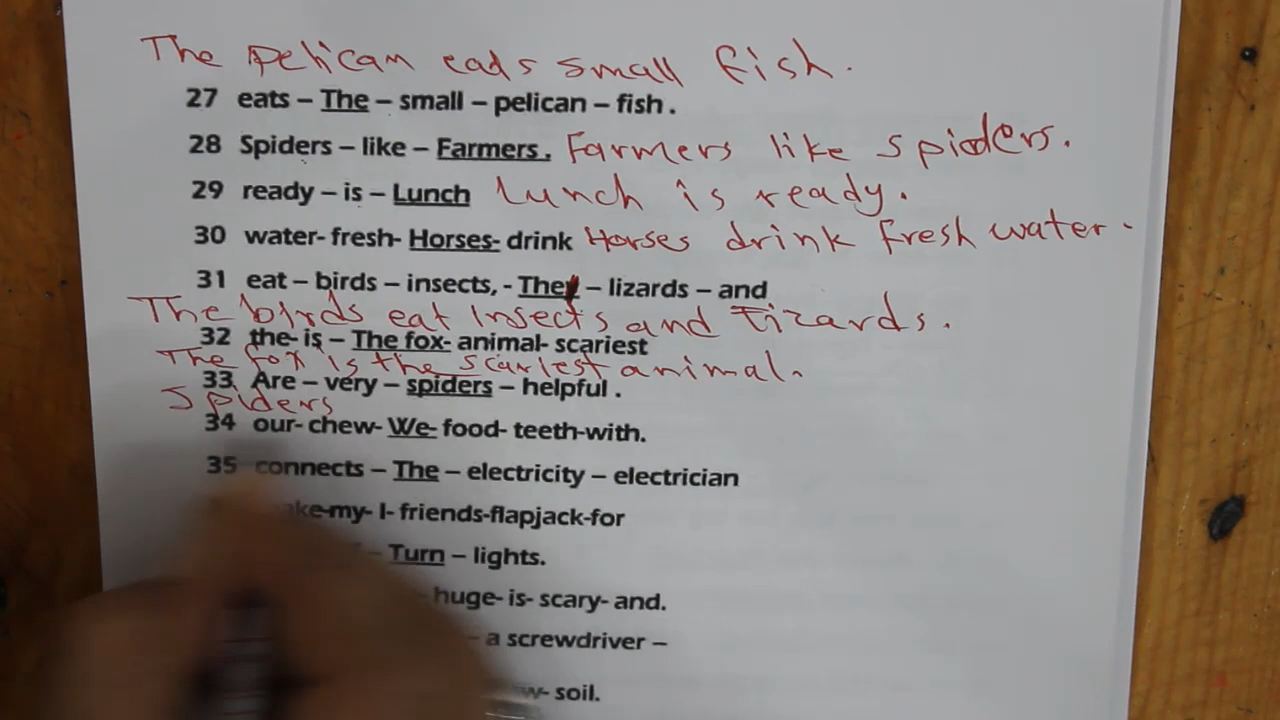 The Pelican eats small fish.
27 eats – The – small – pelican – fish .
28 Spiders – like – Farmers . Farmers like spiders.
29 ready – is – Lunch Lunch is ready.
30 water- fresh- Horses- drink Horses drink fresh water.
31 eat – birds – insects, - The – lizards – and
The birds eat insects and lizards.
32 the- is – The fox- animal- scariest
The fox is the scariest animal.
33 Are – very – spiders – helpful .
Spiders
34 our- chew- We- food- teeth-with.
35 connects – The – electricity – electrician
my- I- friends-flapjack-for
– Turn – lights.
huge- is- scary- and.
- a screwdriver –
- soil.